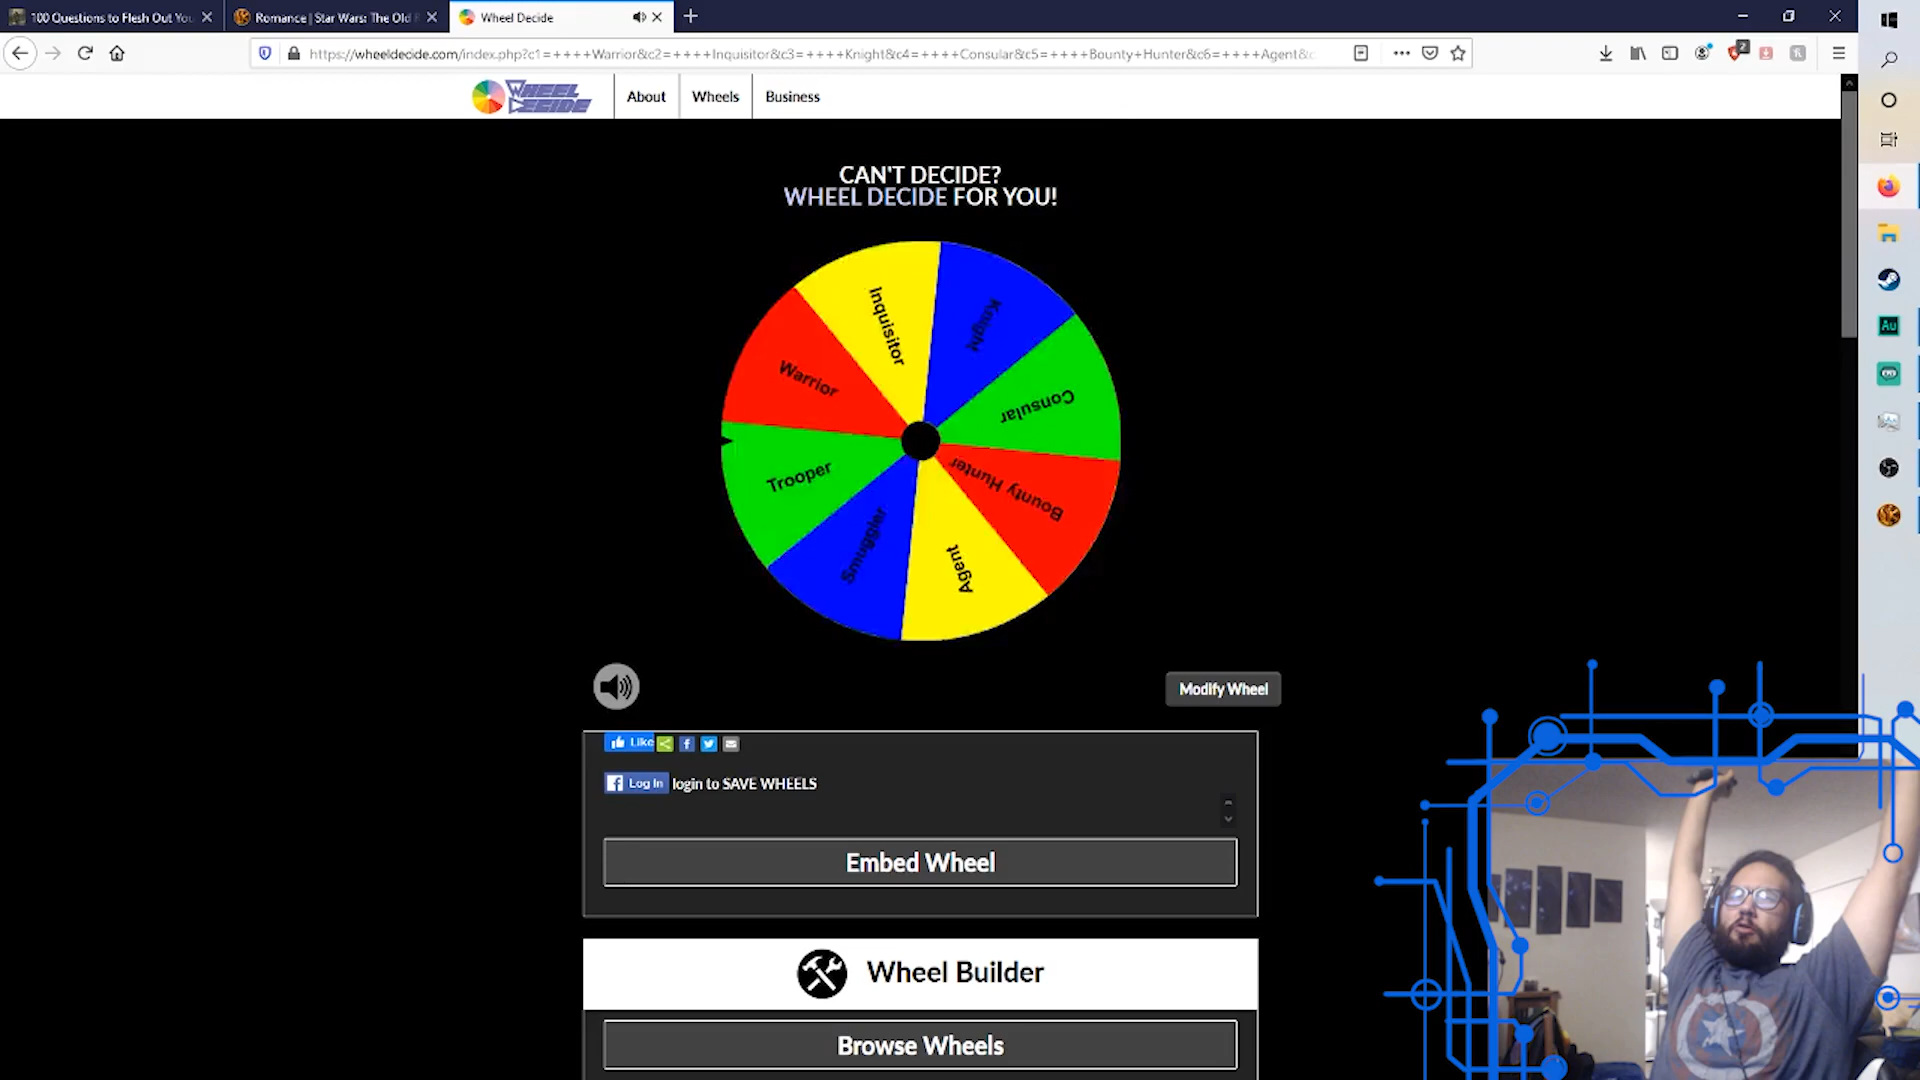 100 Questions to Flesh Out You
Romance | Star Wars: The Old R
Wheel Decide
https://wheeldecide.com/index.php?c1=++++Warrior&c2=++++Inquisitor&c3=++++Knight&c4=++++Consular&c5=++++Bounty+Hunter&c6=++++Agent&c
2
WHEEL DECIDE
About
Wheels
Business
CAN'T DECIDE?
WHEEL DECIDE FOR YOU!
Inquisitor
Knight
Warrior
Consular
Trooper
Bounty Hunter
Smuggler
Agent
Modify Wheel
Like
Log In login to SAVE WHEELS
Embed Wheel
Wheel Builder
Browse Wheels
Au